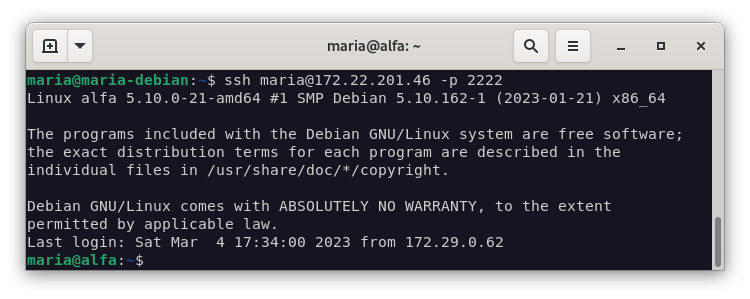 maria@alfa: ~
maria@maria-debian:~$ ssh maria@172.22.201.46 -p 2222
Linux alfa 5.10.0-21-amd64 #1 SMP Debian 5.10.162-1 (2023-01-21) x86_64

The programs included with the Debian GNU/Linux system are free software;
the exact distribution terms for each program are described in the
individual files in /usr/share/doc/*/copyright.

Debian GNU/Linux comes with ABSOLUTELY NO WARRANTY, to the extent
permitted by applicable law.
Last login: Sat Mar  4 17:34:00 2023 from 172.29.0.62
maria@alfa:~$